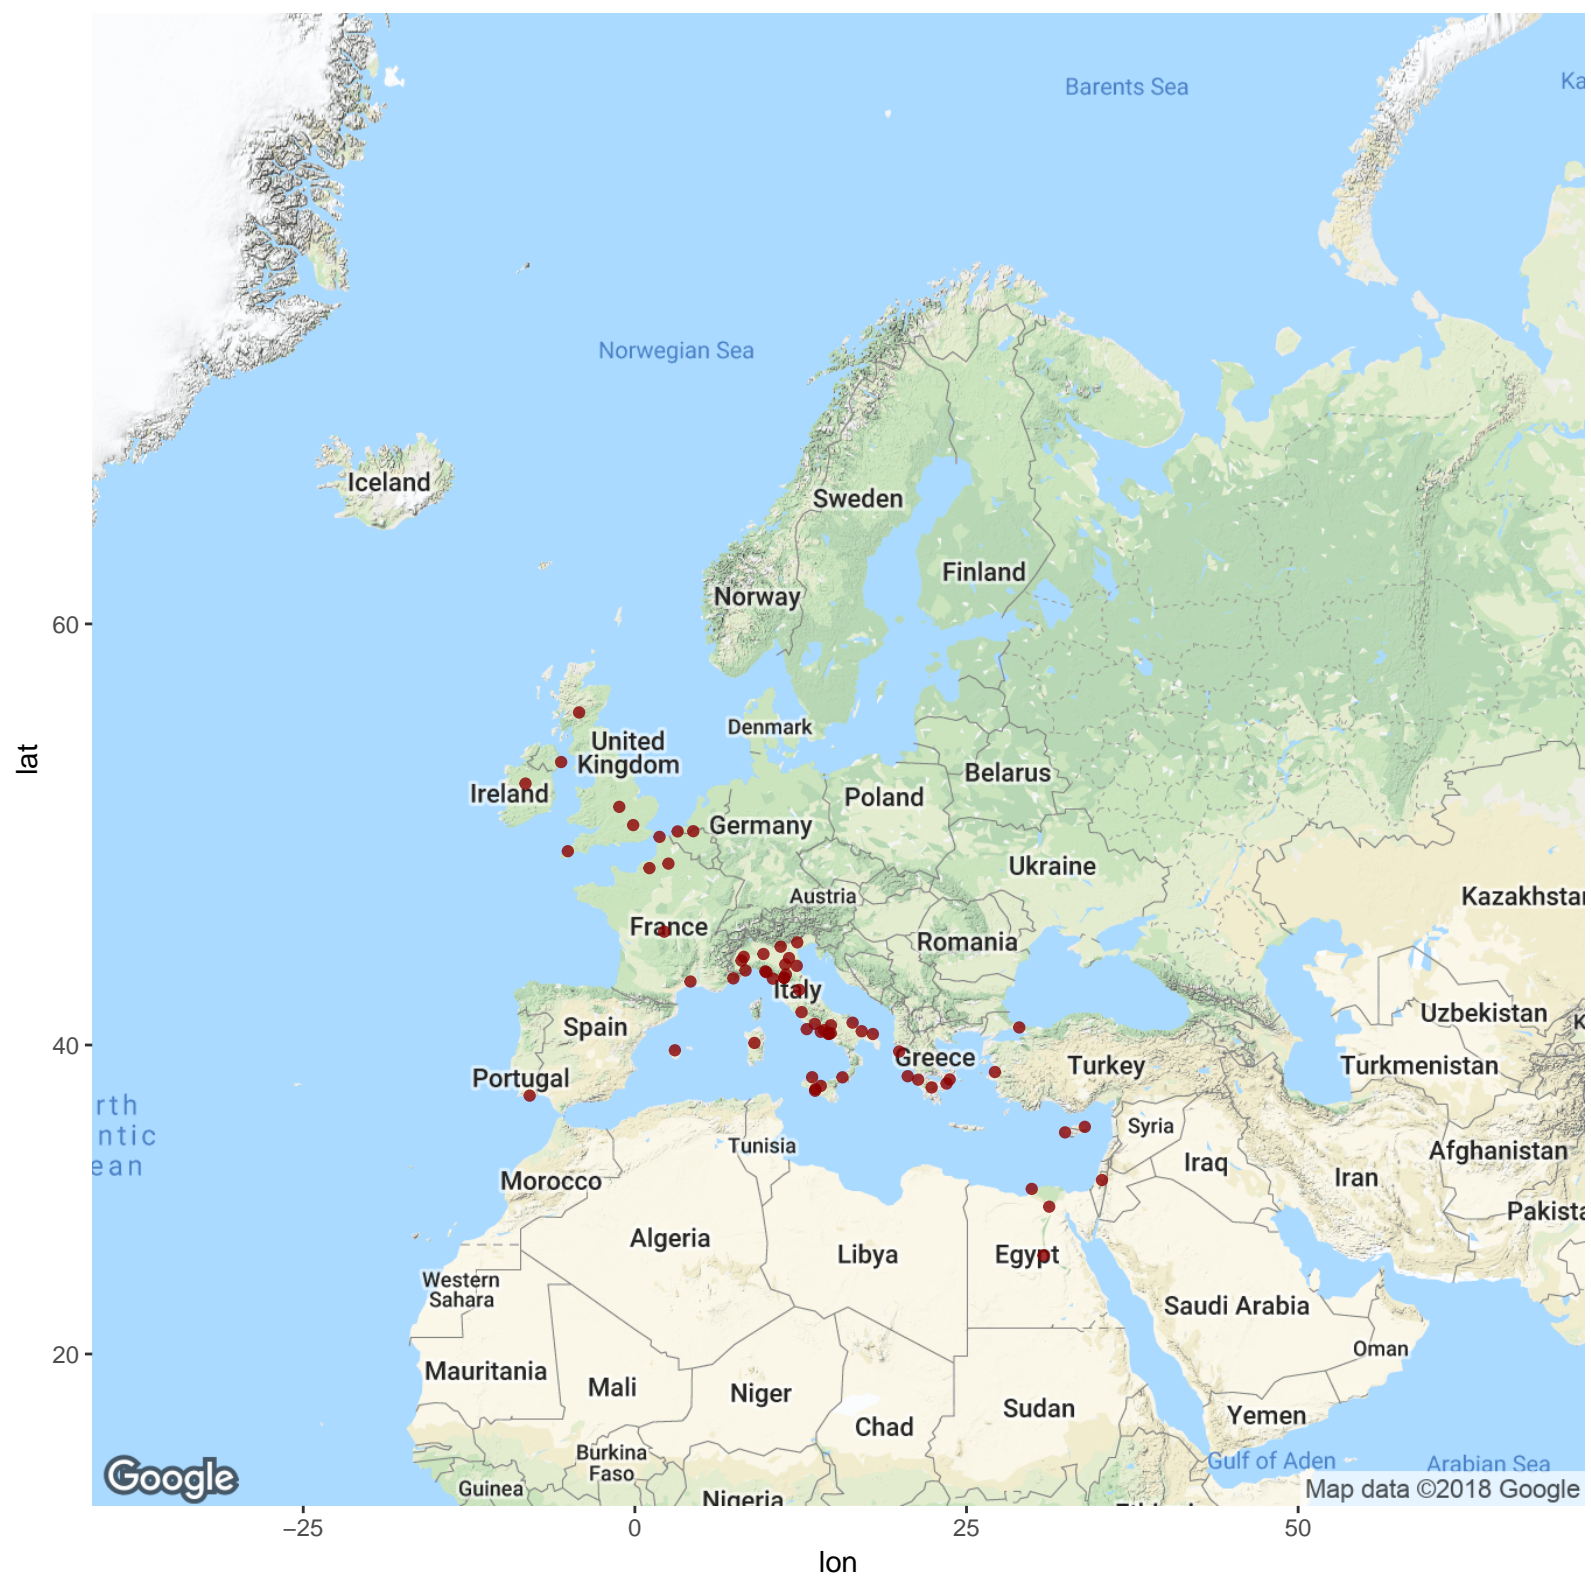 Barents Sea
Ka
Norwegian Sea
Iceland
Sweden
Finland
Norway
60
lat
Denmark
United
Kingdom
Belarus
Ireland
Poland
Germany
Ukraine
Austria
Kazakhstan
France
Romania
Italy
Uzbekistan
K
Spain
40
Greece
Turkey
Turkmenistan
Portugal
rth
ntic
ean
Syria
Tunisia
Afghanistan
Iraq
Iran
Morocco
Pakista
Algeria
Libya
Egypt
Western
Sahara
Saudi Arabia
Oman
20
Mauritania
Mali
Niger
Sudan
Yemen
Chad
Burkina
Faso
Gulf of Aden
Arabian Sea
Google
Guinea
Nigeria
Map data ©2018 Google
−25
0
25
50
lon